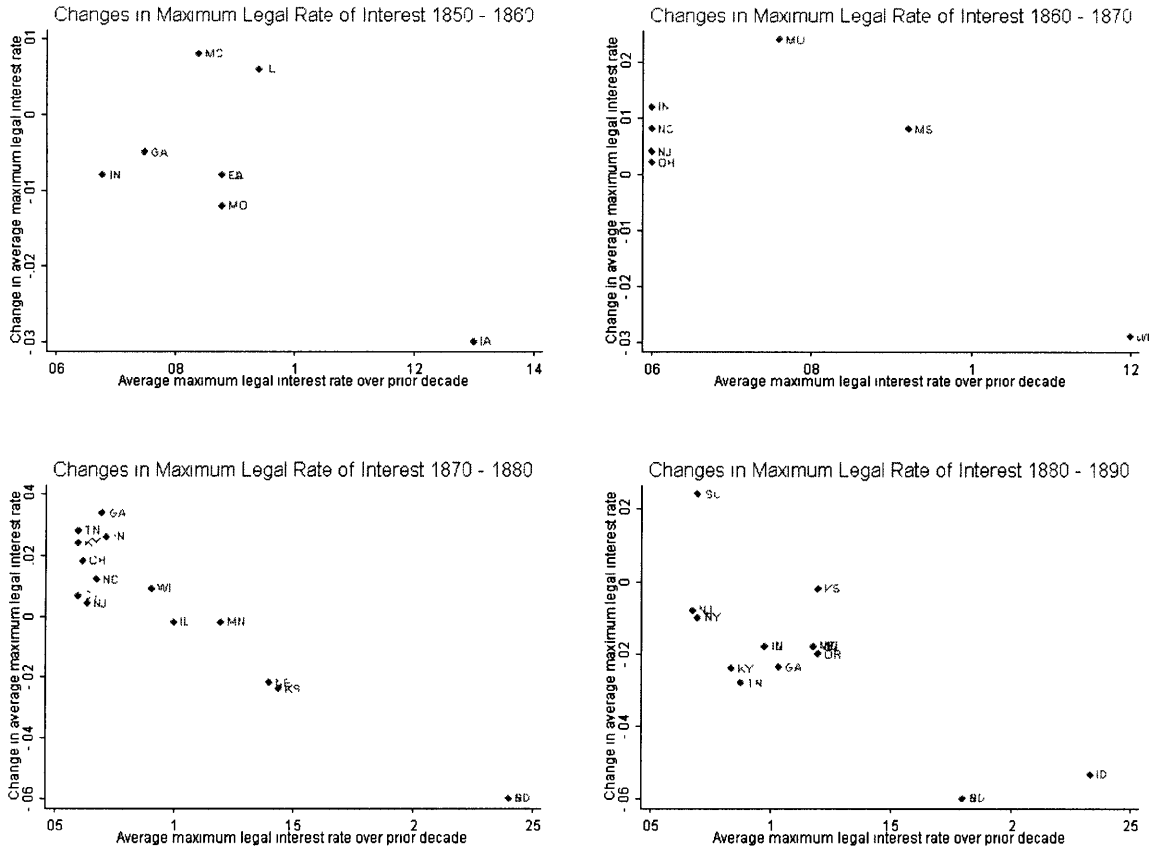 Changes in Maximum Legal Rate of Interest 1850 - 1860
Change in average maximum legal interest rate
01
0
- 01
-.02
- 03
GA
IN
MO
IA
06
08
1
12
14
Average maximum legal interest rate over prior decade
Changes in Maximum Legal Rate of Interest 1860 - 1870
Change in average maximum legal interest rate
02
01
0
- 01
- 02
- 03
MO
IN
NC
MS
NJ
OH
WI
06
08
1
12
Average maximum legal interest rate over prior decade
Changes in Maximum Legal Rate of Interest 1870 - 1880
Change in average maximum legal interest rate
04
02
0
- 02
- 04
- 06
GA
TN
IN
KY
OH
NC
WI
NJ
IL
MN
NE
KS
05
1
15
2
25
Average maximum legal interest rate over prior decade
Changes in Maximum Legal Rate of Interest 1880 - 1890
Change in average maximum legal interest rate
02
0
- 02
- 04
- 06
SC
NJ
NY
KY
GA
OR
TN
ID
05
1
15
2
25
Average maximum legal interest rate over prior decade